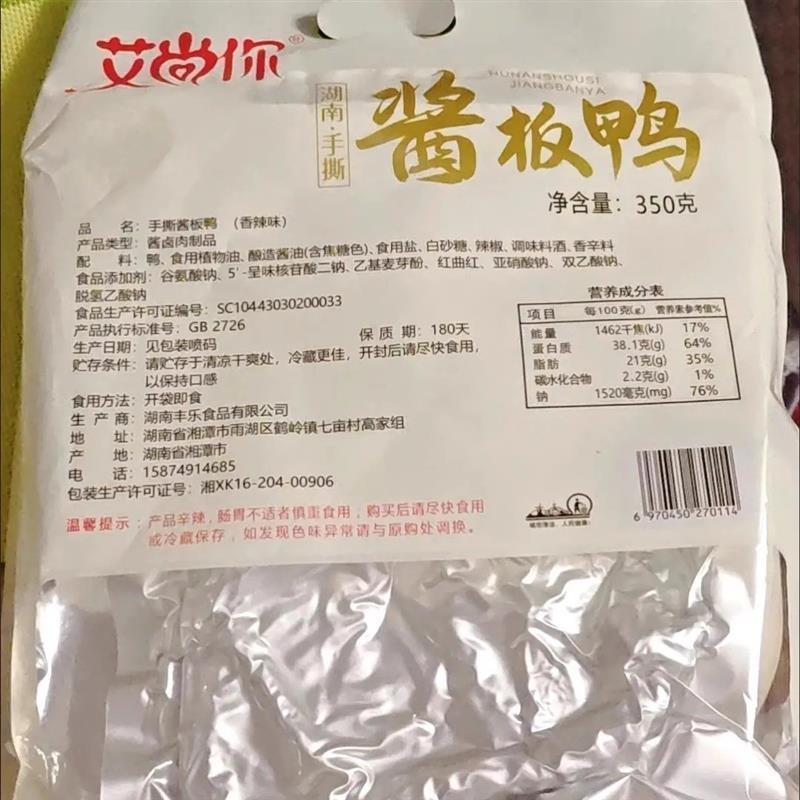 艾尚你®
湖南·手撕
酱板鸭
HUNANSHOUSI
JIANGBANYA
净含量：350克
品 名：手撕酱板鸭 （香辣味）
产品类型：酱卤肉制品
配 料：鸭、食用植物油、酿造酱油(含焦糖色)、食用盐、白砂糖、辣椒、调味料酒、香辛料
食品添加剂：谷氨酸钠、5'-呈味核苷酸二钠、乙基麦芽酚、红曲红、亚硝酸钠、双乙酸钠、
脱氢乙酸钠
食品生产许可证编号：SC10443030200033
产品执行标准号：GB 2726
生产日期：见包装喷码 保 质 期：180天
贮存条件：请贮存于清凉干爽处，冷藏更佳，开封后请尽快食用，
以保持口感
食用方法：开袋即食
生 产 商：湖南丰乐食品有限公司
地 址：湖南省湘潭市雨湖区鹤岭镇七亩村高家组
产 地：湖南省湘潭市
电 话：15874914685
包装生产许可证号：湘XK16-204-00906
温馨提示：产品辛辣，肠胃不适者慎重食用，购买后请尽快食用
或冷藏保存，如发现色味异常请与原购处调换。
营养成分表
项目 每100克(g) 营养素参考值%
能量 1462千焦(kJ) 17%
蛋白质 38.1克(g) 64%
脂肪 21克(g) 35%
碳水化合物 2.2克(g) 1%
钠 1520毫克(mg) 76%
6 970450 270114